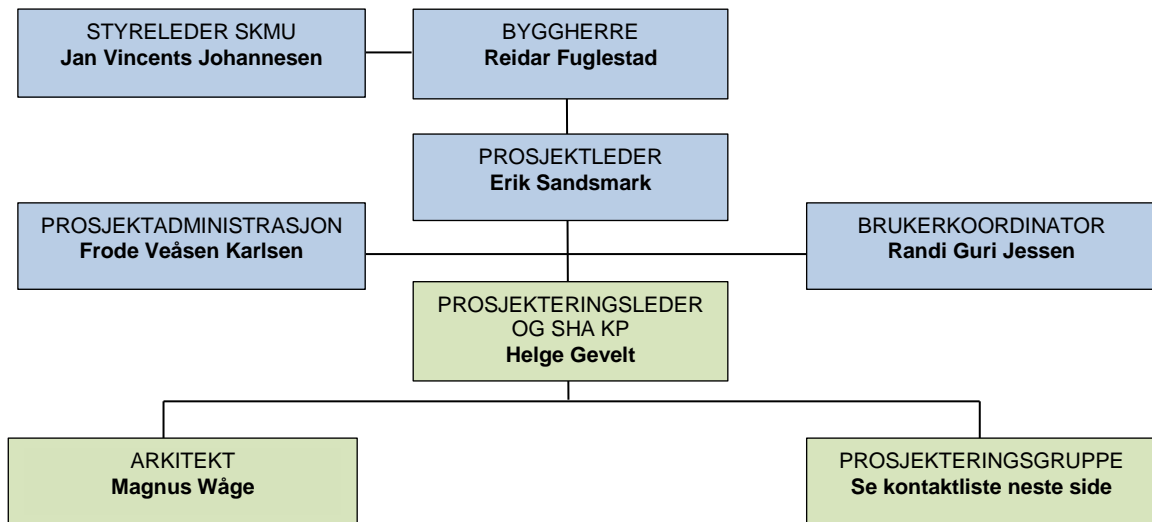 STYRELEDER SKMU
Jan Vincents Johannesen
BYGGHERRE
Reidar Fuglestad
PROSJEKTLEDER
Erik Sandsmark
PROSJEKTADMINISTRASJON
Frode Veåsen Karlsen
BRUKERKOORDINATOR
Randi Guri Jessen
PROSJEKTERINGSLEDER
OG SHA KP
Helge Gevelt
ARKITEKT
Magnus Wåge
PROSJEKTERINGSGRUPPE
Se kontaktliste neste side